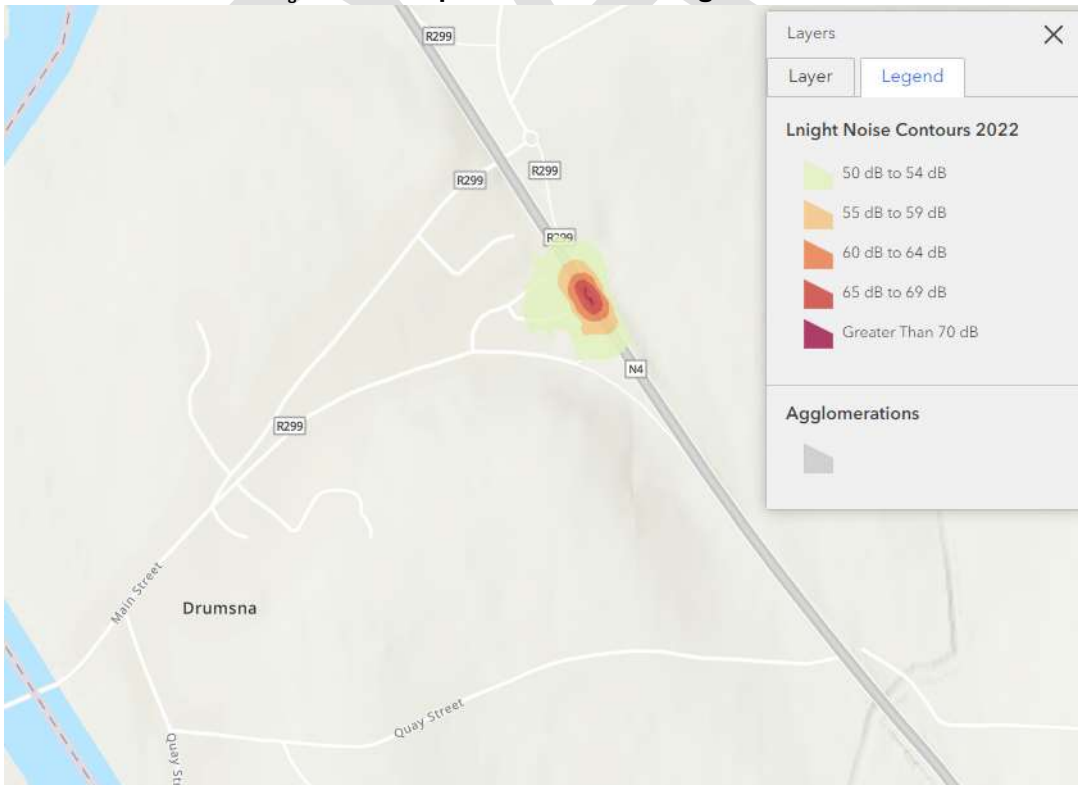 R299
R299
R299
R299
N4
R299
Main Street
Drumsna
Quay Street
Layers
Layer
Legend
Lnight Noise Contours 2022
50 dB to 54 dB
55 dB to 59 dB
60 dB to 64 dB
65 dB to 69 dB
Greater Than 70 dB
Agglomerations